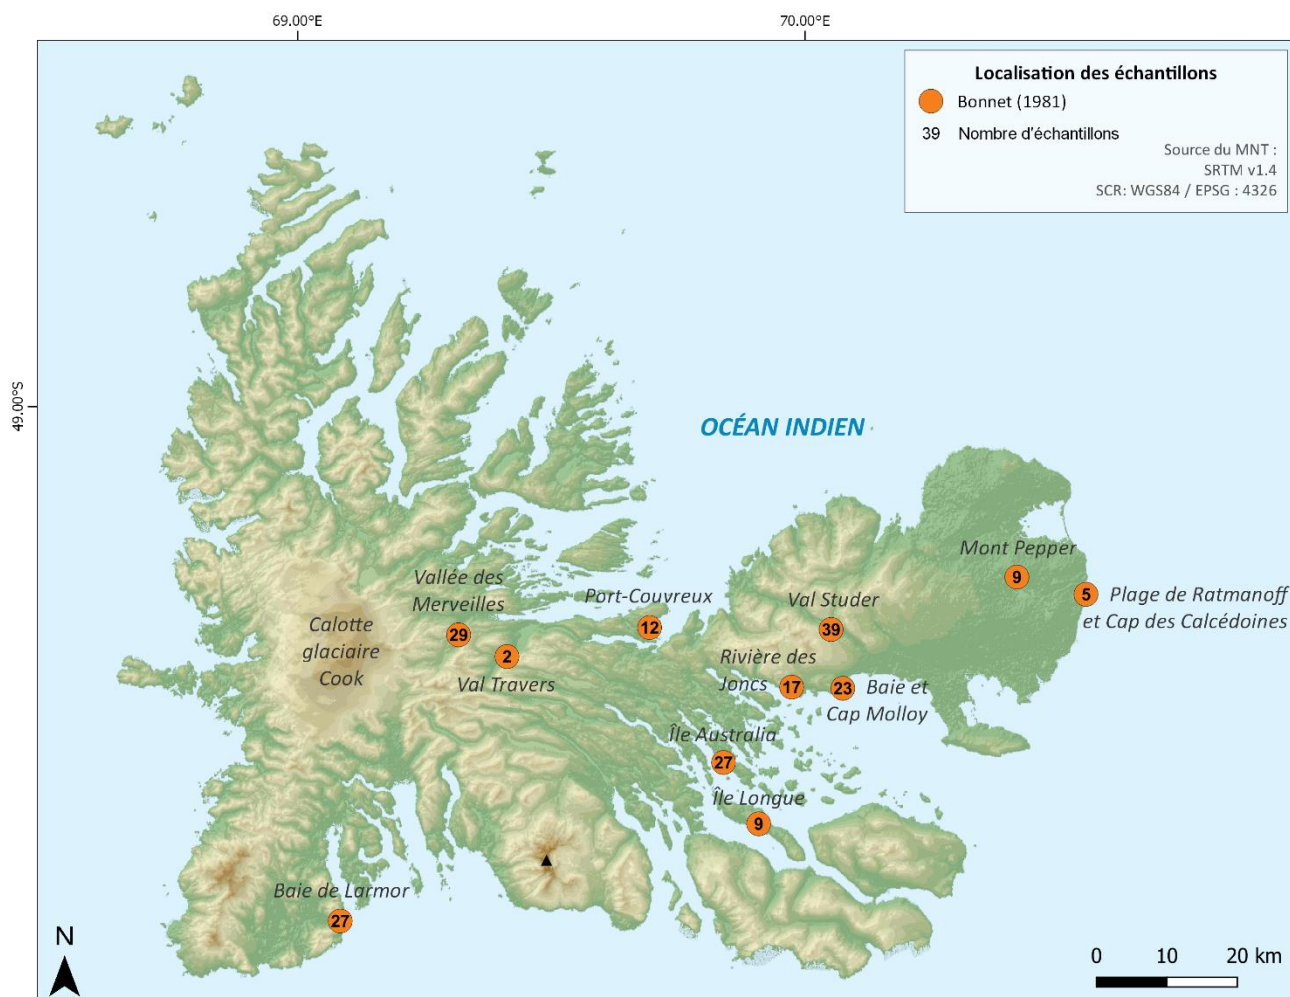 69.00°E
70.00°E
49.00°S
Localisation des échantillons
Bonnet (1981)
39 Nombre d'échantillons
Source du MNT :
SRTM v1.4
SCR: WGS84 / EPSG : 4326
OCÉAN INDIEN
Mont Pepper
9
5
Plage de Ratmanoff
et Cap des Calcédoines
Vallée des
Merveilles
29
Port-Couvreux
12
Val Studer
39
Calotte
glaciaire
Cook
2
Val Travers
Rivière des
Joncs
17
23
Baie et
Cap Molloy
Île Australia
27
Île Longue
9
Baie de Larmor
27
N
0 10 20 km